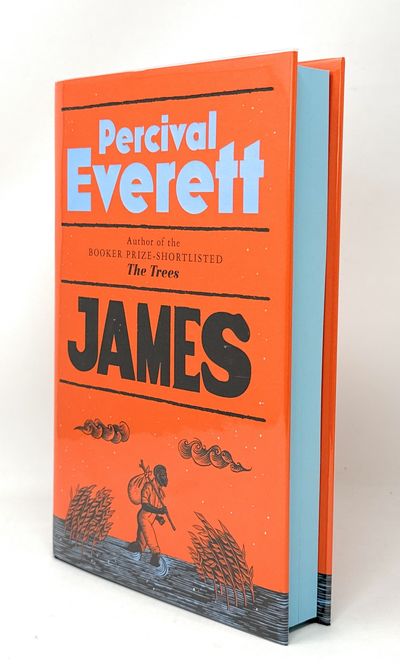 Percival
Everett
Author of the
BOOKER PRIZE-SHORTLISTED
The Trees
JAMES